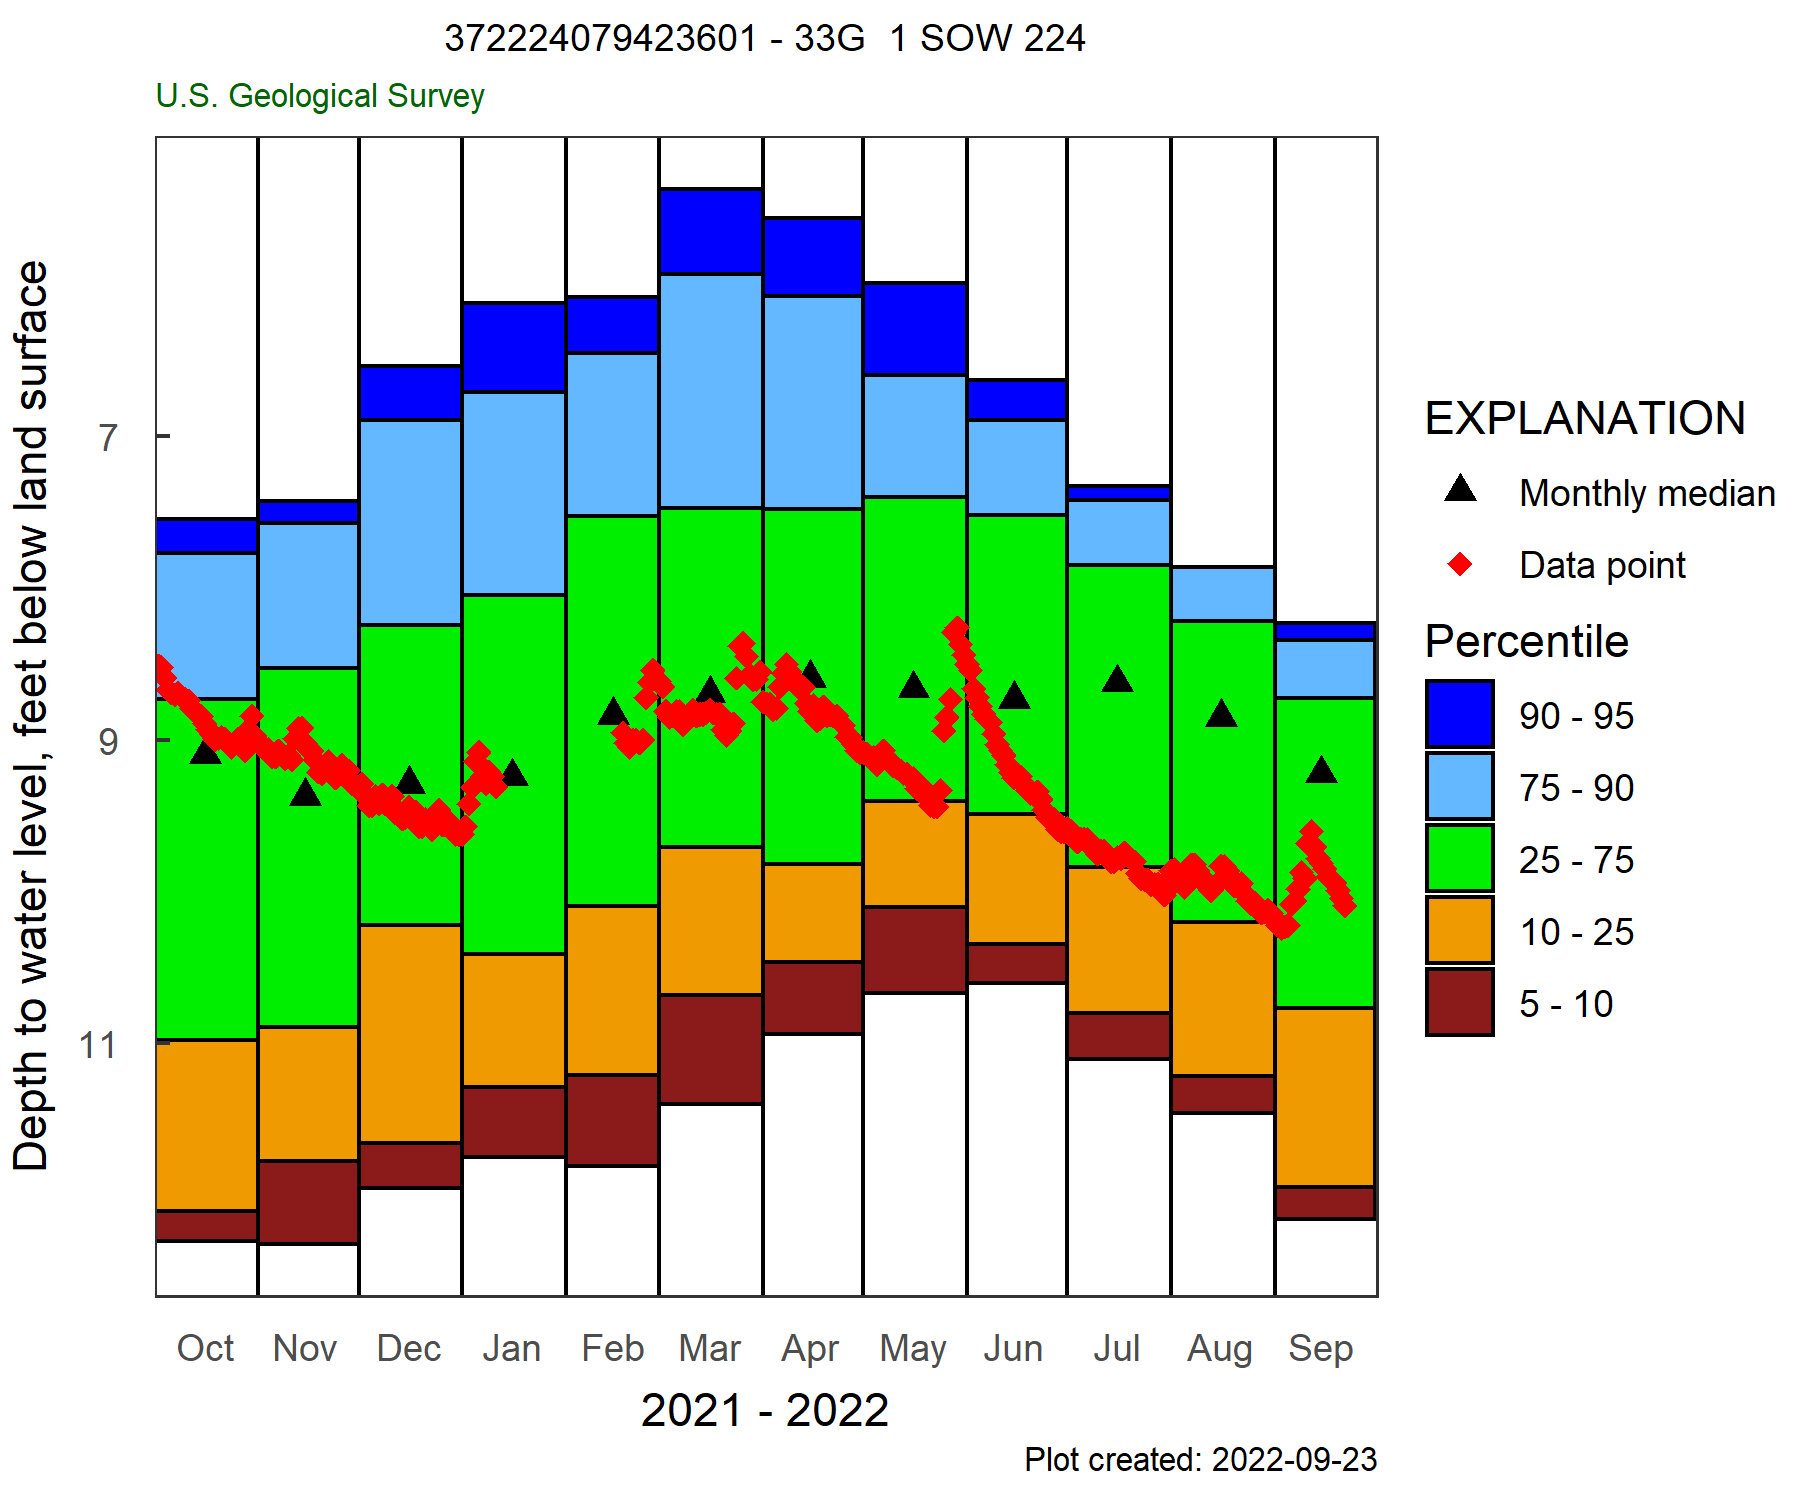 372224079423601 - 33G  1 SOW 224
U.S. Geological Survey
Depth to water level, feet below land surface
7
9
11
Oct Nov Dec Jan Feb Mar Apr May Jun Jul Aug Sep
2021 - 2022
Plot created: 2022-09-23
EXPLANATION
Monthly median
Data point
Percentile
90 - 95
75 - 90
25 - 75
10 - 25
5 - 10